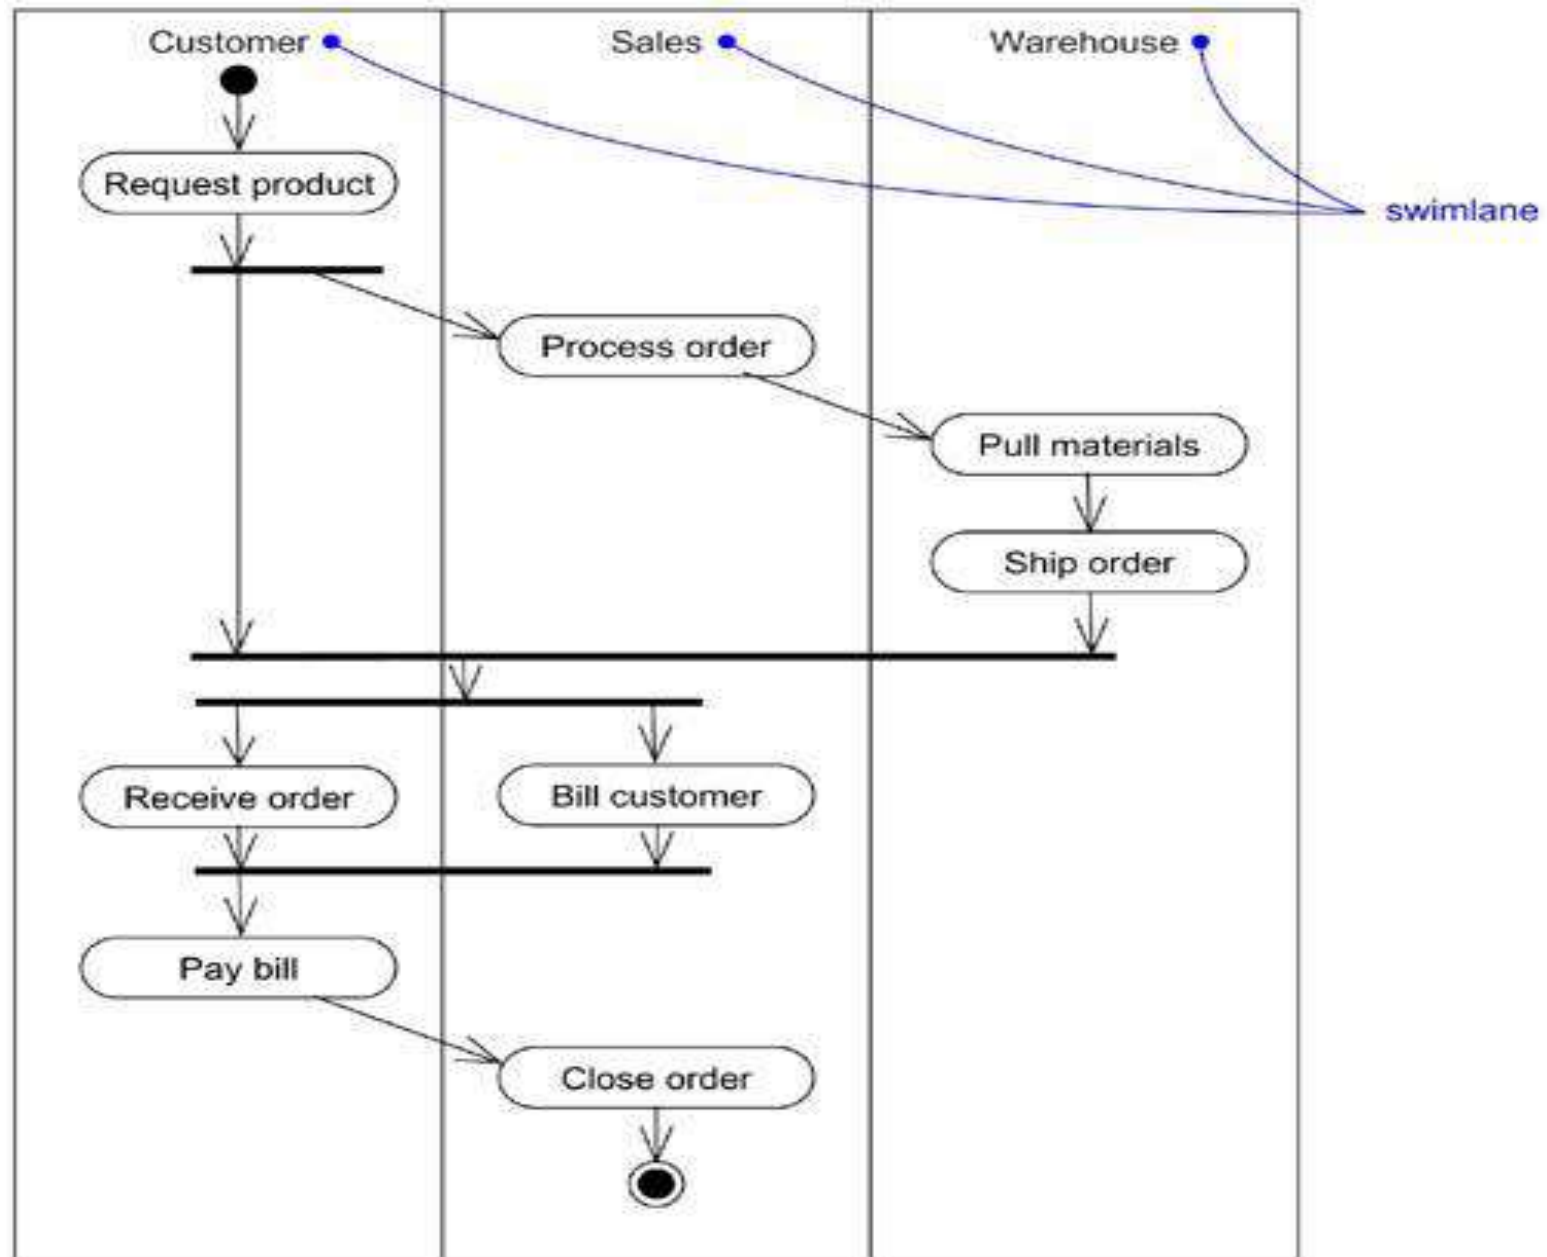 Customer
Sales
Warehouse
Request product
swimlane
Process order
Pull materials
Ship order
Receive order
Bill customer
Pay bill
Close order